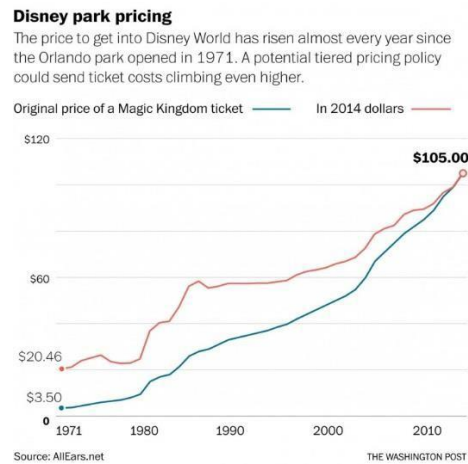 Disney park pricing
The price to get into Disney World has risen almost every year since
the Orlando park opened in 1971. A potential tiered pricing policy
could send ticket costs climbing even higher.
Original price of a Magic Kingdom ticket In 2014 dollars
$120
$105.00
$60
$20.46
$3.50
0
1971 1980 1990 2000 2010
Source: AllEars.net THE WASHINGTON POST